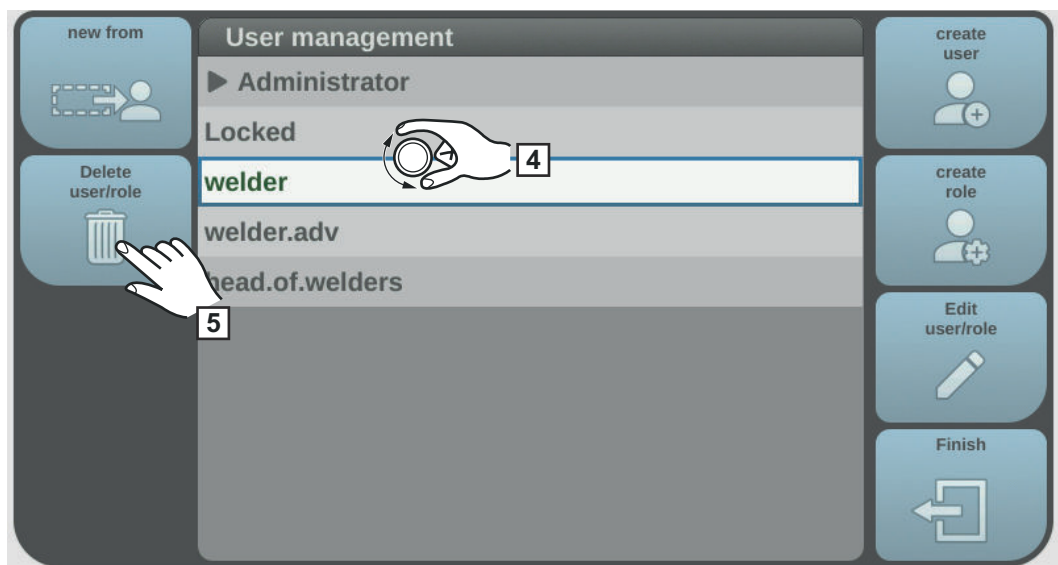 new from
User management
create
user
Administrator
Locked
4
Delete
user/role
welder
create
role
welder.adv
head.of.welders
5
Edit
user/role
Finish